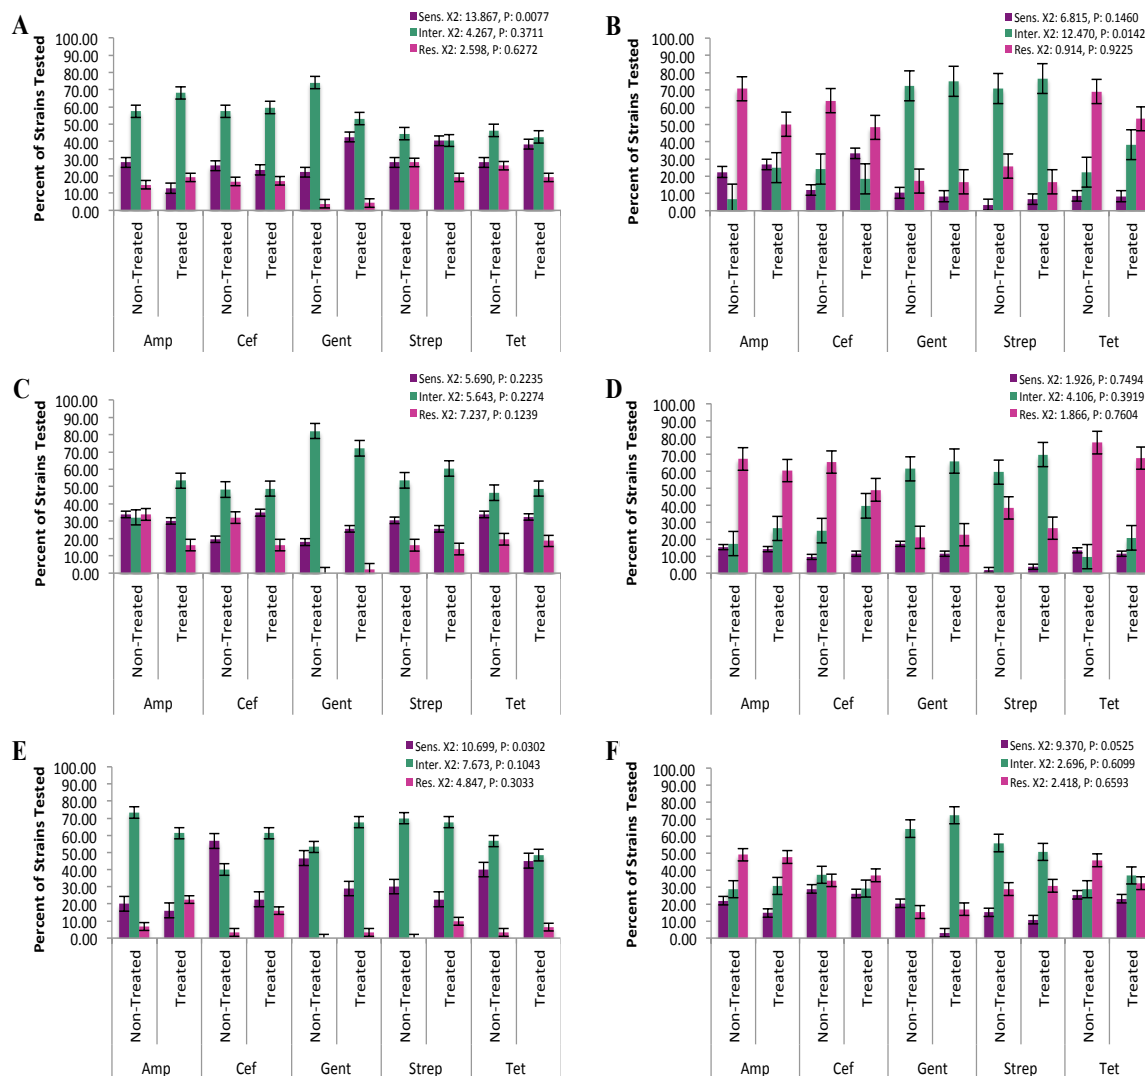 A
Sens. X2: 13.867, P: 0.0077
Inter. X2: 4.267, P: 0.3711
Res. X2: 2.598, P: 0.6272
Percent of Strains Tested
100.00
90.00
80.00
70.00
60.00
50.00
40.00
30.00
20.00
10.00
0.00
Non-Treated Treated Non-Treated Treated Non-Treated Treated Non-Treated Treated Non-Treated Treated
Amp Cef Gent Strep Tet
B
Sens. X2: 6.815, P: 0.1460
Inter. X2: 12.470, P: 0.0142
Res. X2: 0.914, P: 0.9225
Percent of Strains Tested
100.00
90.00
80.00
70.00
60.00
50.00
40.00
30.00
20.00
10.00
0.00
Non-Treated Treated Non-Treated Treated Non-Treated Treated Non-Treated Treated Non-Treated Treated
Amp Cef Gent Strep Tet
C
Sens. X2: 5.690, P: 0.2235
Inter. X2: 5.643, P: 0.2274
Res. X2: 7.237, P: 0.1239
Percent of Strains Tested
100.00
90.00
80.00
70.00
60.00
50.00
40.00
30.00
20.00
10.00
0.00
Non-Treated Treated Non-Treated Treated Non-Treated Treated Non-Treated Treated Non-Treated Treated
Amp Cef Gent Strep Tet
D
Sens. X2: 1.926, P: 0.7494
Inter. X2: 4.106, P: 0.3919
Res. X2: 1.866, P: 0.7604
Percent of Strains Tested
100.00
90.00
80.00
70.00
60.00
50.00
40.00
30.00
20.00
10.00
0.00
Non-Treated Treated Non-Treated Treated Non-Treated Treated Non-Treated Treated Non-Treated Treated
Amp Cef Gent Strep Tet
E
Sens. X2: 10.699, P: 0.0302
Inter. X2: 7.673, P: 0.1043
Res. X2: 4.847, P: 0.3033
Percent of Strains Tested
100.00
90.00
80.00
70.00
60.00
50.00
40.00
30.00
20.00
10.00
0.00
Non-Treated Treated Non-Treated Treated Non-Treated Treated Non-Treated Treated Non-Treated Treated
Amp Cef Gent Strep Tet
F
Sens. X2: 9.370, P: 0.0525
Inter. X2: 2.696, P: 0.6099
Res. X2: 2.418, P: 0.6593
Percent of Strains Tested
100.00
90.00
80.00
70.00
60.00
50.00
40.00
30.00
20.00
10.00
0.00
Non-Treated Treated Non-Treated Treated Non-Treated Treated Non-Treated Treated Non-Treated Treated
Amp Cef Gent Strep Tet